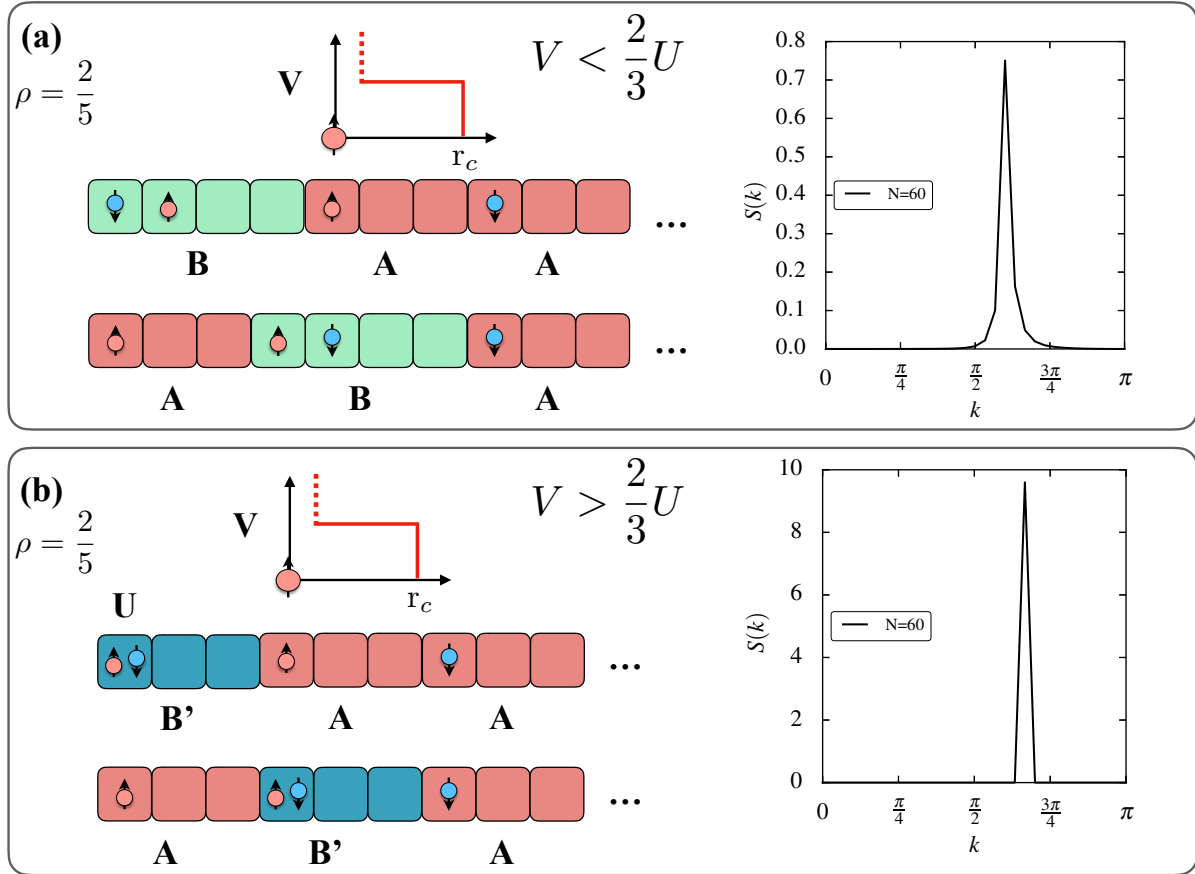 (a)
ρ = 2/5
V
r_c
V < 2/3 U
B A A ...
A B A ...
0.8
0.7
0.6
0.5
0.4
0.3
0.2
0.1
0.0
S(k)
N=60
0 π/4 π/2 3π/4 π
k
(b)
ρ = 2/5
V
r_c
V > 2/3 U
U
B' A A ...
A B' A ...
10
8
6
4
2
0
S(k)
N=60
0 π/4 π/2 3π/4 π
k